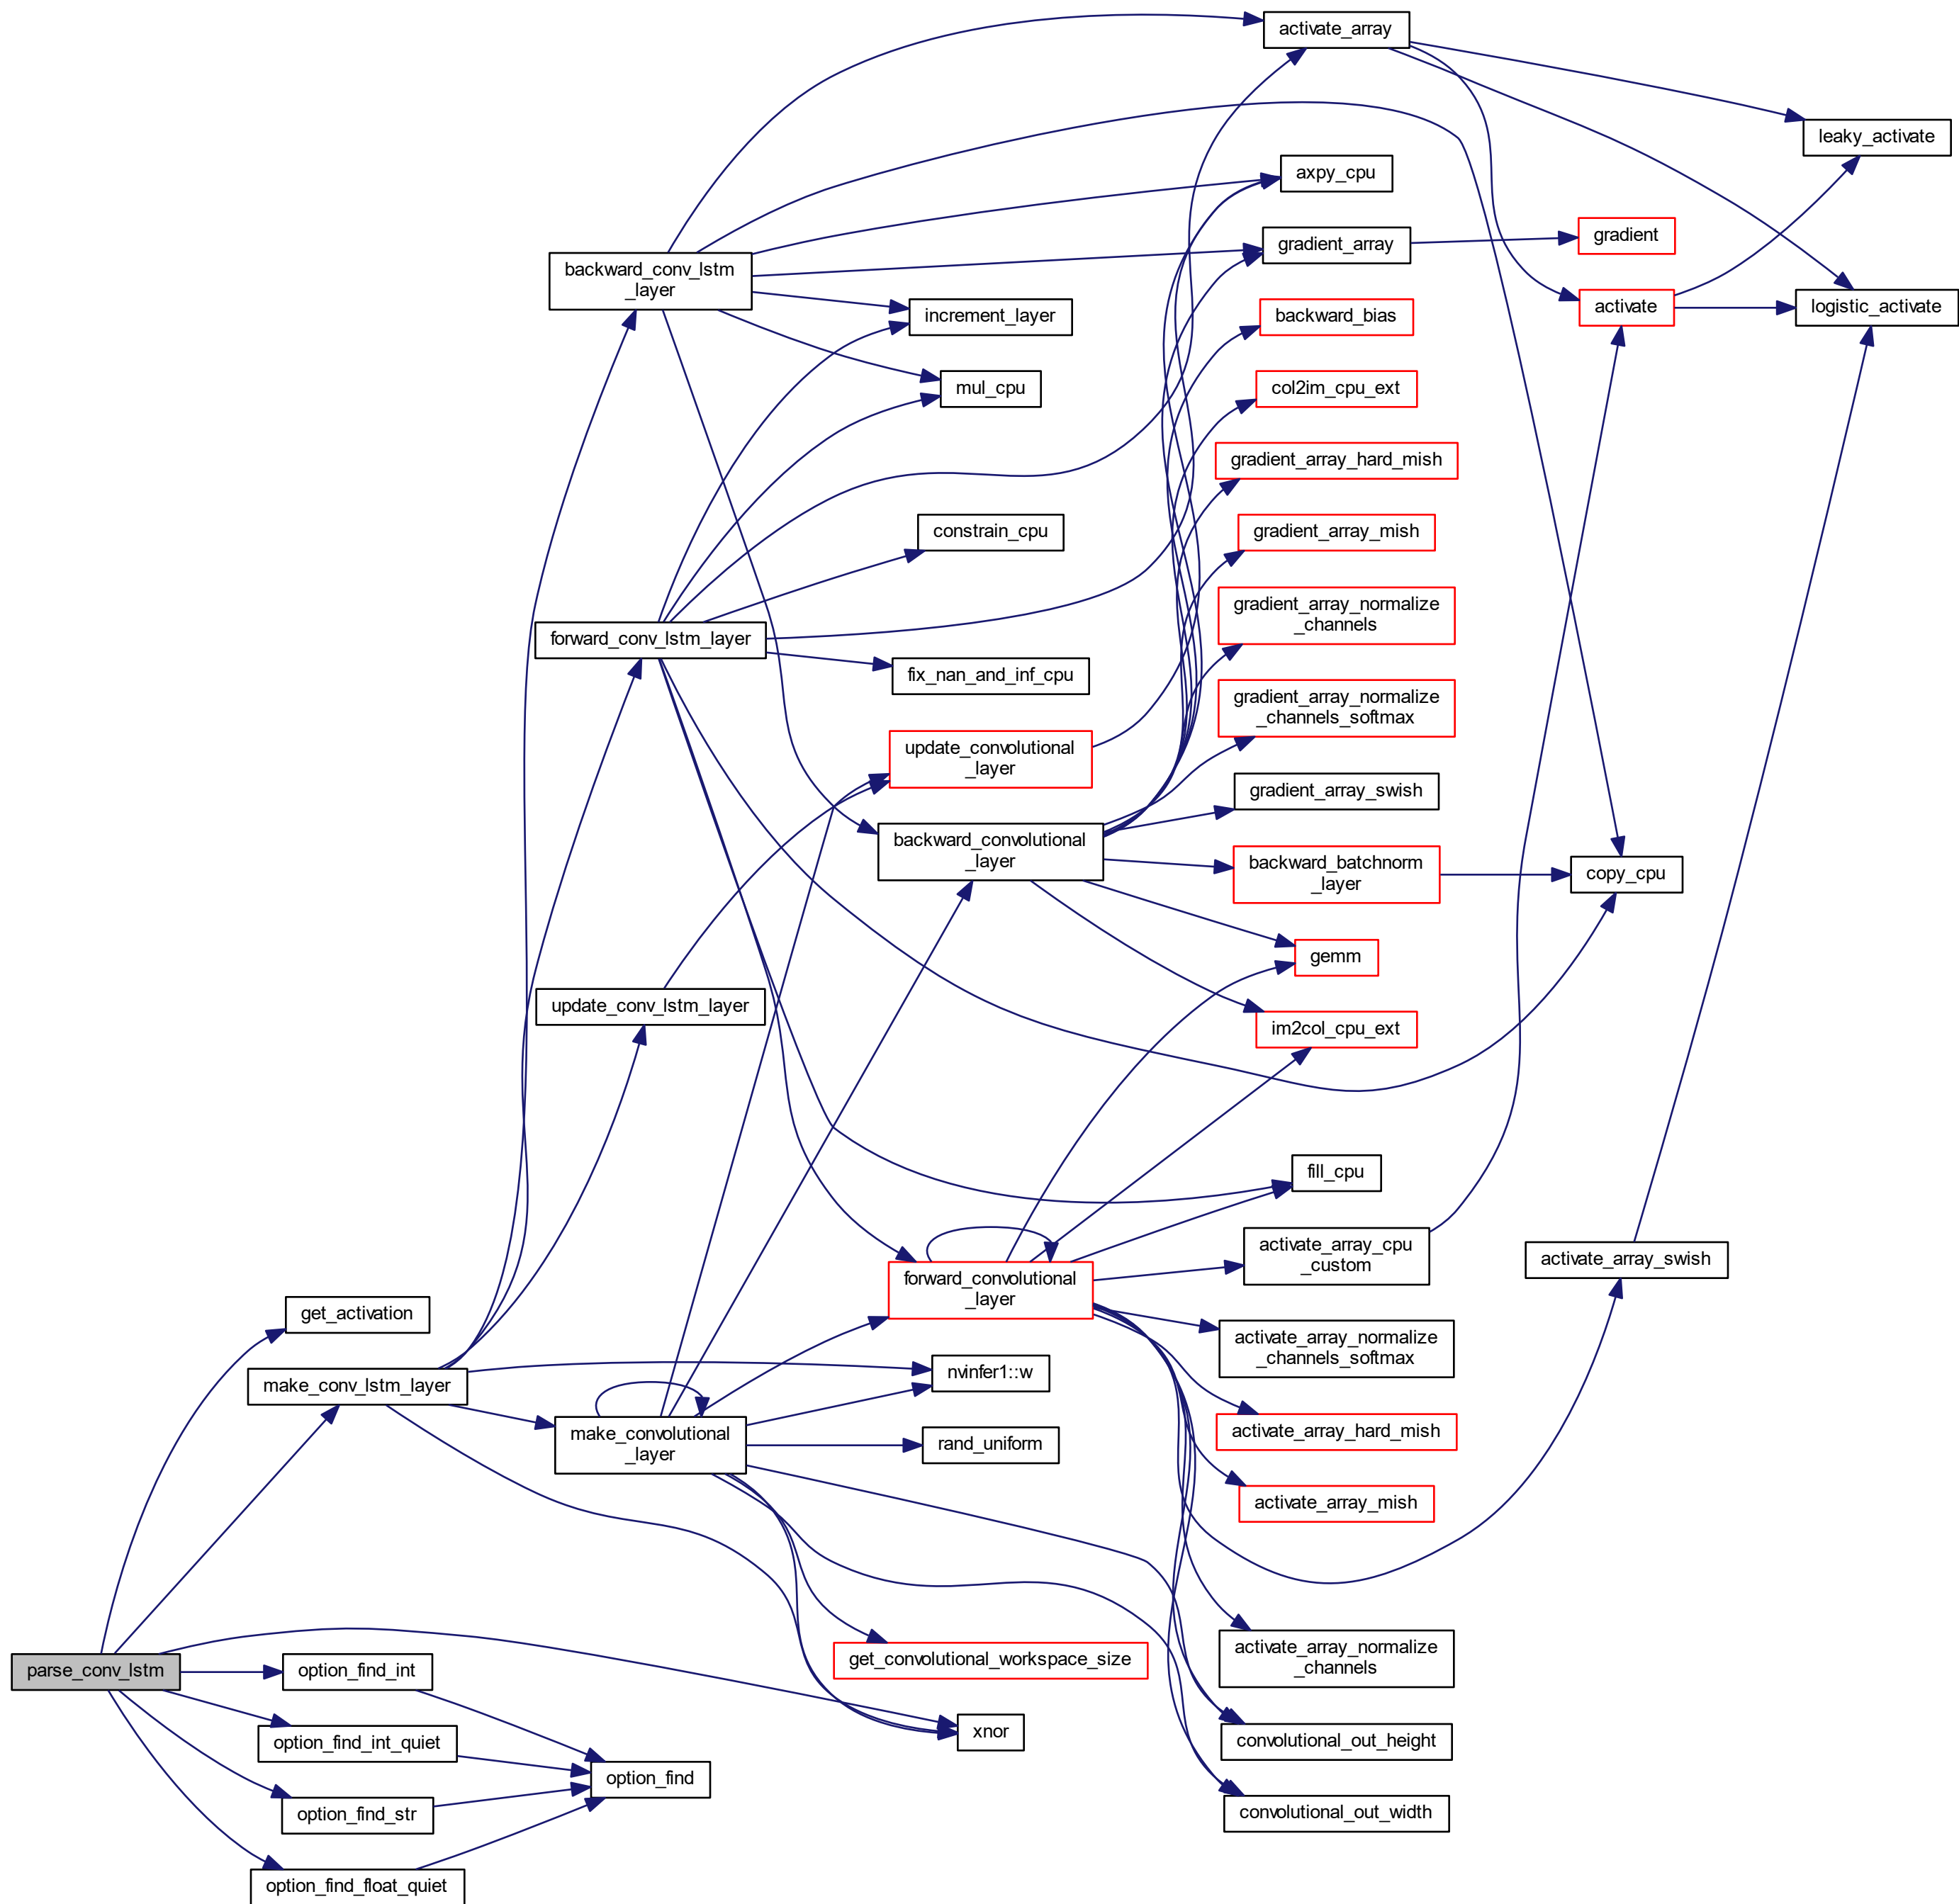 activate_array
leaky_activate
axpy_cpu
gradient_array
gradient
backward_conv_lstm
_layer
increment_layer
backward_bias
activate
logistic_activate
mul_cpu
col2im_cpu_ext
gradient_array_hard_mish
constrain_cpu
gradient_array_mish
gradient_array_normalize
_channels
forward_conv_lstm_layer
fix_nan_and_inf_cpu
gradient_array_normalize
_channels_softmax
update_convolutional
_layer
gradient_array_swish
backward_convolutional
_layer
backward_batchnorm
_layer
copy_cpu
gemm
update_conv_lstm_layer
im2col_cpu_ext
fill_cpu
activate_array_cpu
_custom
activate_array_swish
forward_convolutional
_layer
get_activation
activate_array_normalize
_channels_softmax
make_conv_lstm_layer
nvinfer1::w
make_convolutional
_layer
activate_array_hard_mish
rand_uniform
activate_array_mish
get_convolutional_workspace_size
activate_array_normalize
_channels
parse_conv_lstm
option_find_int
xnor
convolutional_out_height
option_find_int_quiet
option_find
option_find_str
convolutional_out_width
option_find_float_quiet